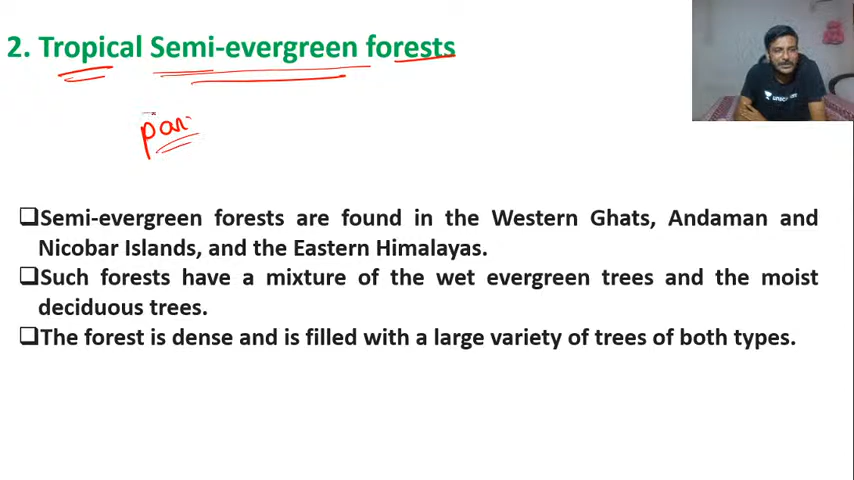 2. Tropical Semi-evergreen forests
par
❑Semi-evergreen forests are found in the Western Ghats, Andaman and
Nicobar Islands, and the Eastern Himalayas.
❑Such forests have a mixture of the wet evergreen trees and the moist
deciduous trees.
❑The forest is dense and is filled with a large variety of trees of both types.